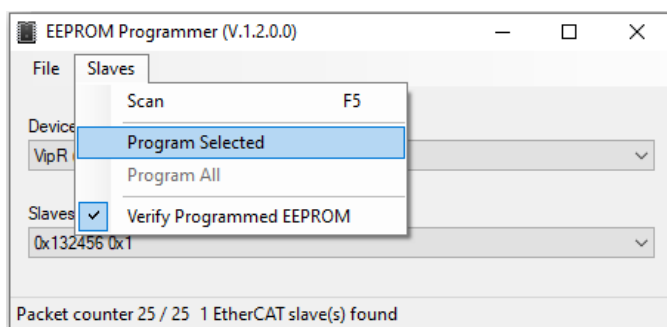 EEPROM Programmer (V.1.2.0.0)
File Slaves
Scan F5
Device
Program Selected
VipR
Program All
Slaves
Verify Programmed EEPROM
0x132456 0x1
Packet counter 25 / 25 1 EtherCAT slave(s) found